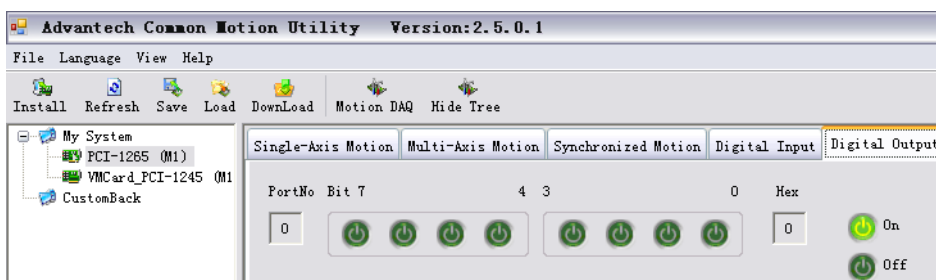 Advantech Common Motion Utility Version:2.5.0.1
File Language View Help
Install Refresh Save Load DownLoad Motion DAQ Hide Tree
My System
PCI-1265 (M1)
VMCard_PCI-1245 (M1
CustomBack
Single-Axis Motion Multi-Axis Motion Synchronized Motion Digital Input Digital Output
PortNo Bit 7 4 3 0 Hex
0 0 On
Off